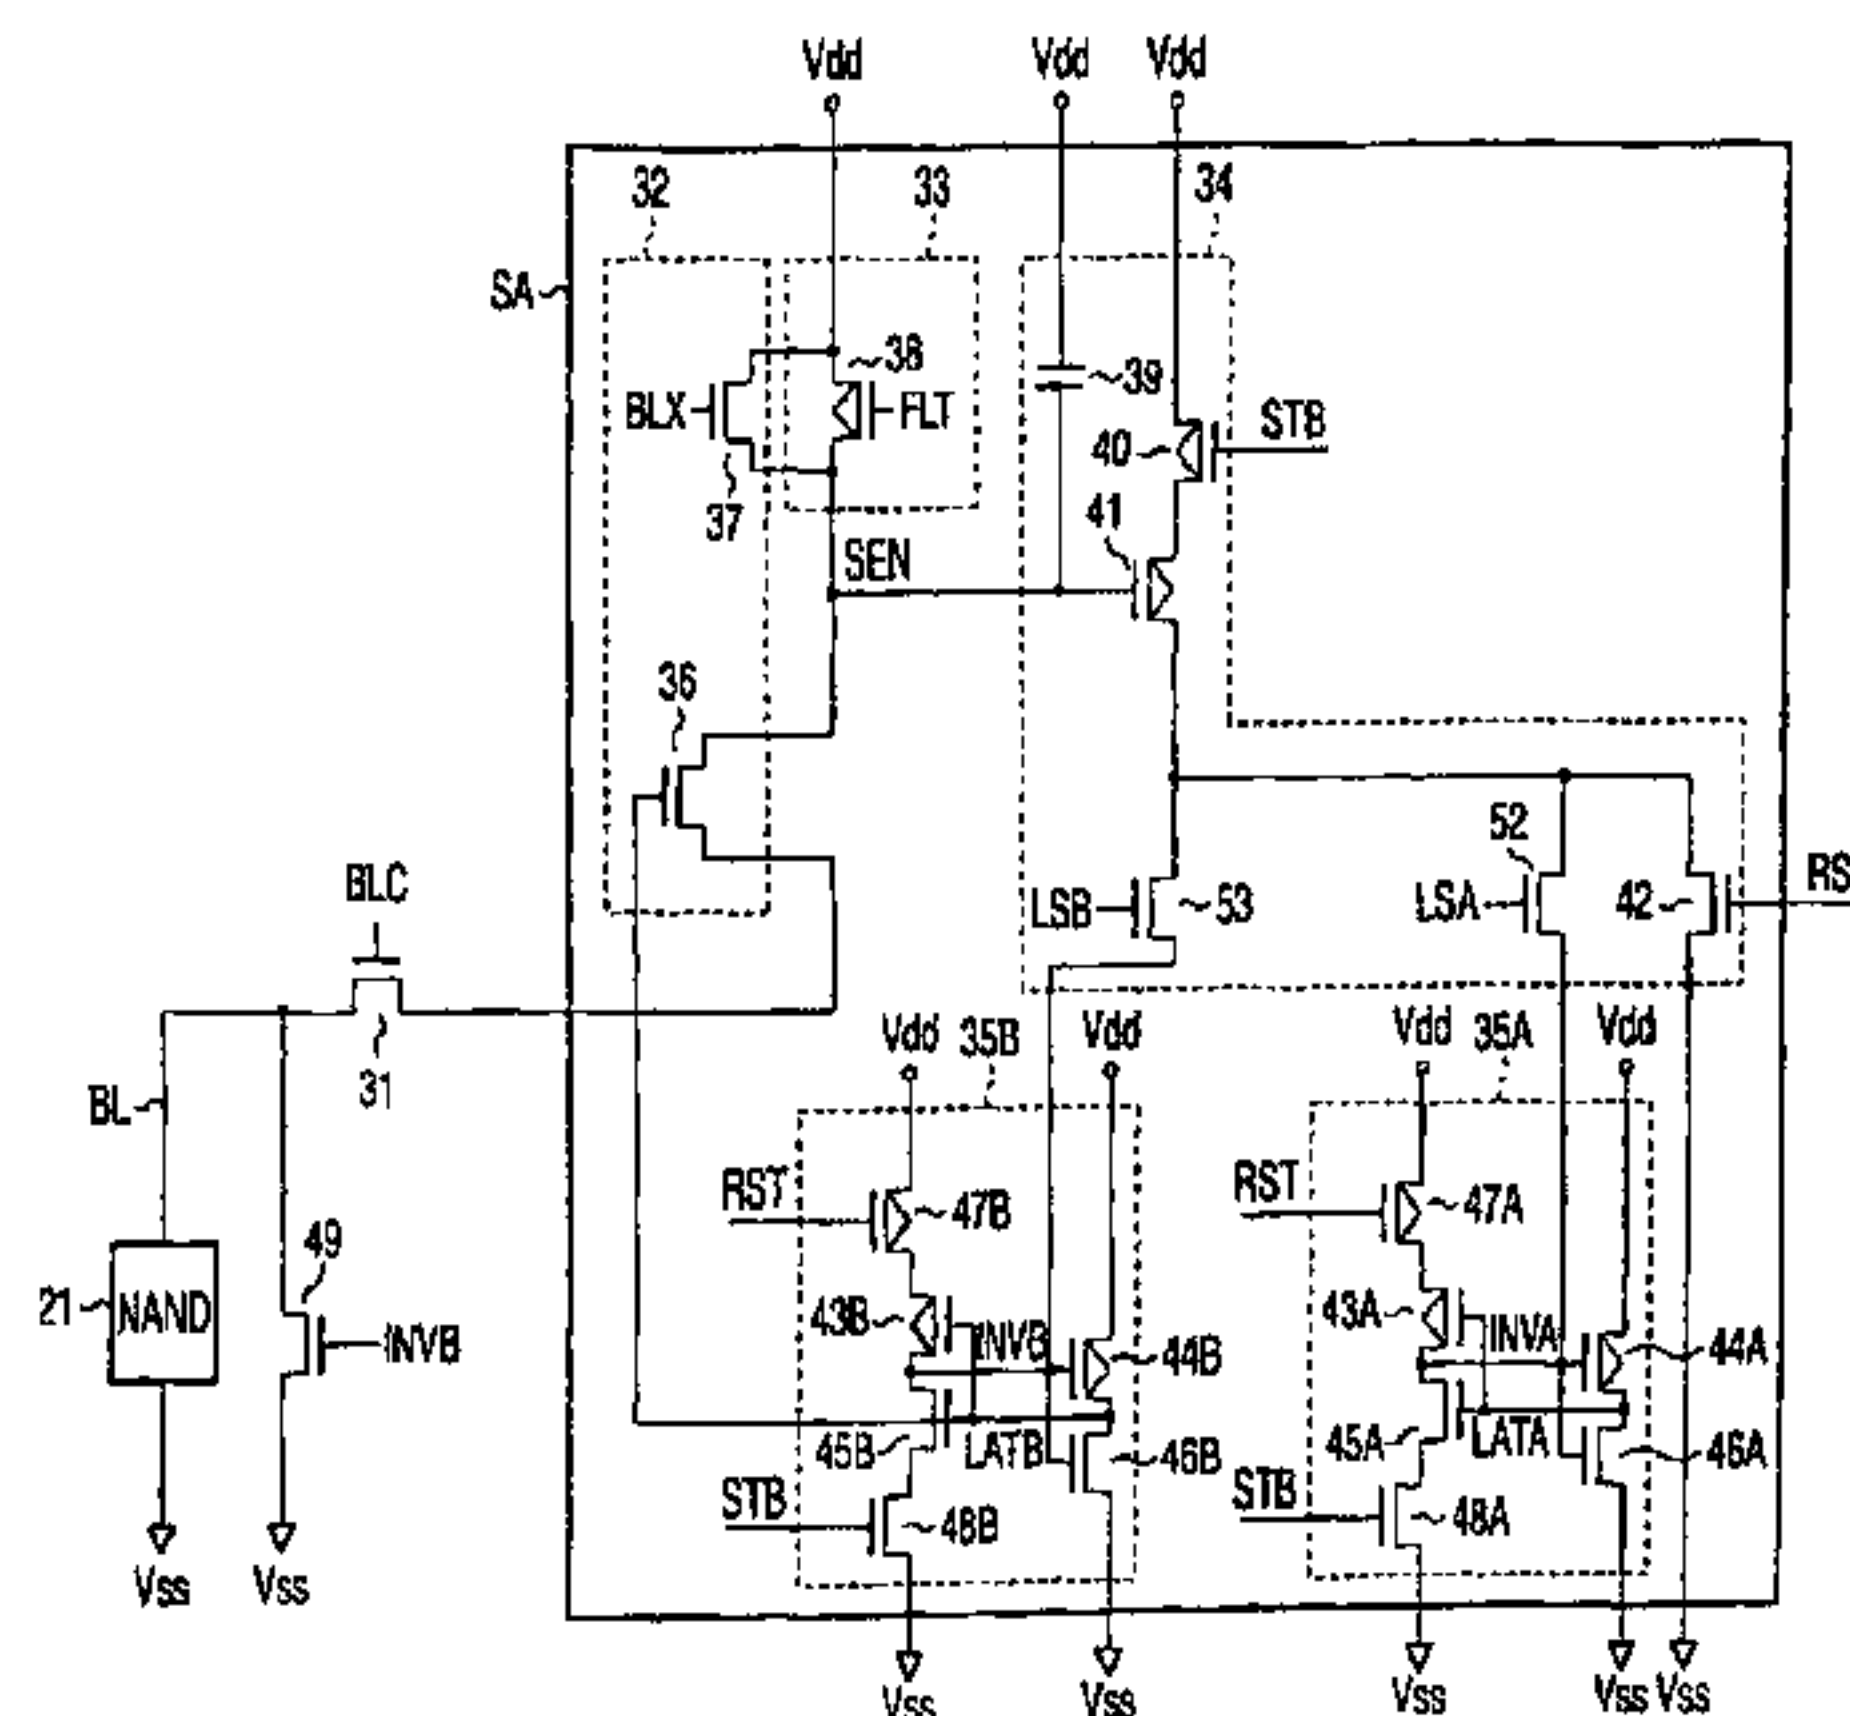 Vdd Vdd Vdd
32 33 34
SA
38
39
BLX FLT
STB
40
37
41
SEN
36
52
BLC
RS
LSB 53 LSA 42
31
Vdd 35B Vdd Vdd 35A Vdd
BL
RST 47B RST 47A
49
21 NAND
43B 43A
INVB INVB 44B INVA 44A
45B LATB 46B 45A LATA 46A
STB 48B STB 48A
Vss Vss
Vss Vss Vss Vss Vss